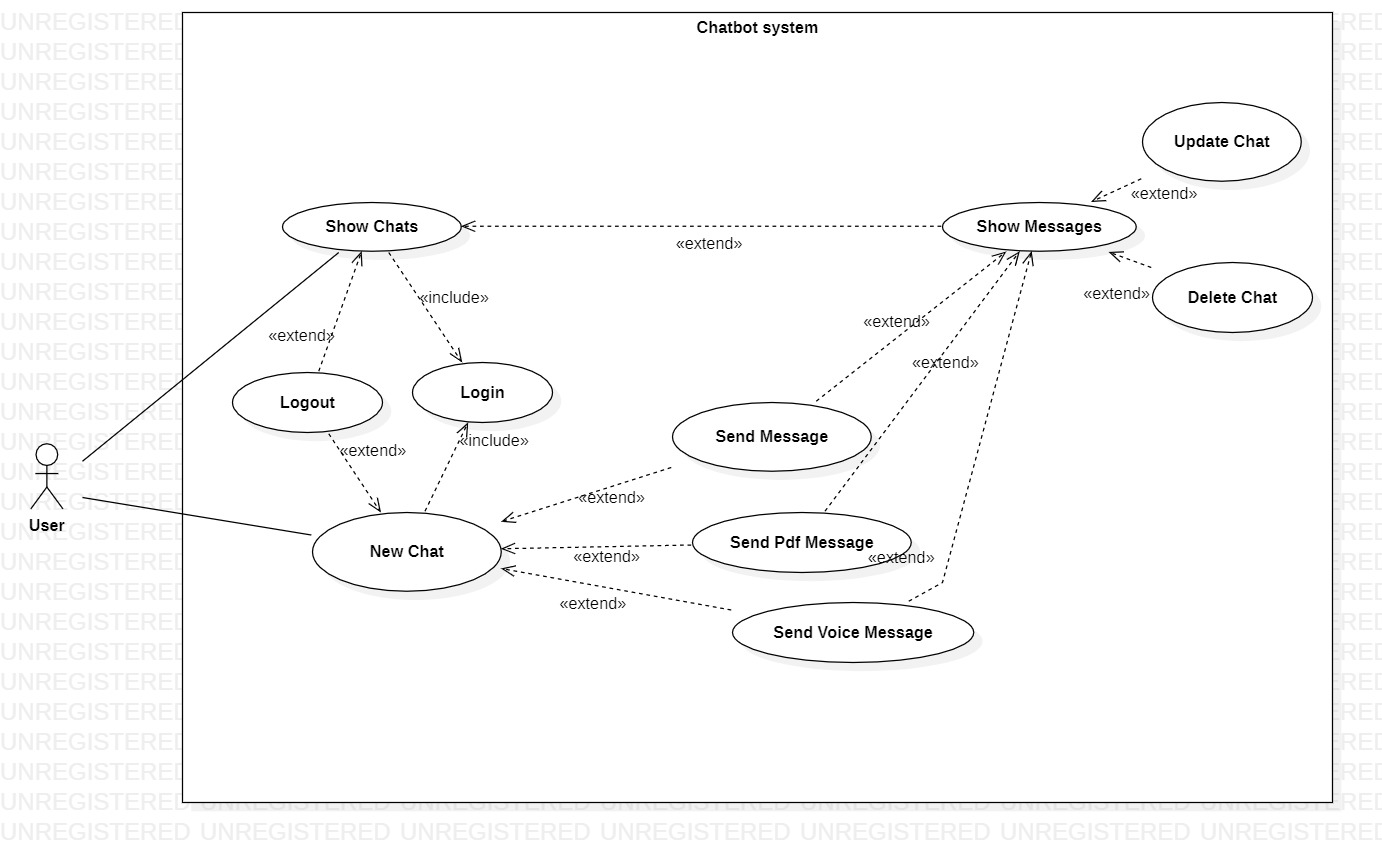 Chatbot system
Update Chat
«extend»
Show Chats
Show Messages
«extend»
«include»
«extend»
Delete Chat
«extend»
«extend»
«extend»
Logout
Login
Send Message
«extend»
«include»
User
«extend»
New Chat
Send Pdf Message
«extend»
«extend»
«extend»
Send Voice Message
UNREGISTERED UNREGISTERED UNREGISTERED UNREGISTERED UNREGISTERED UNREGISTERED UNREGISTERED